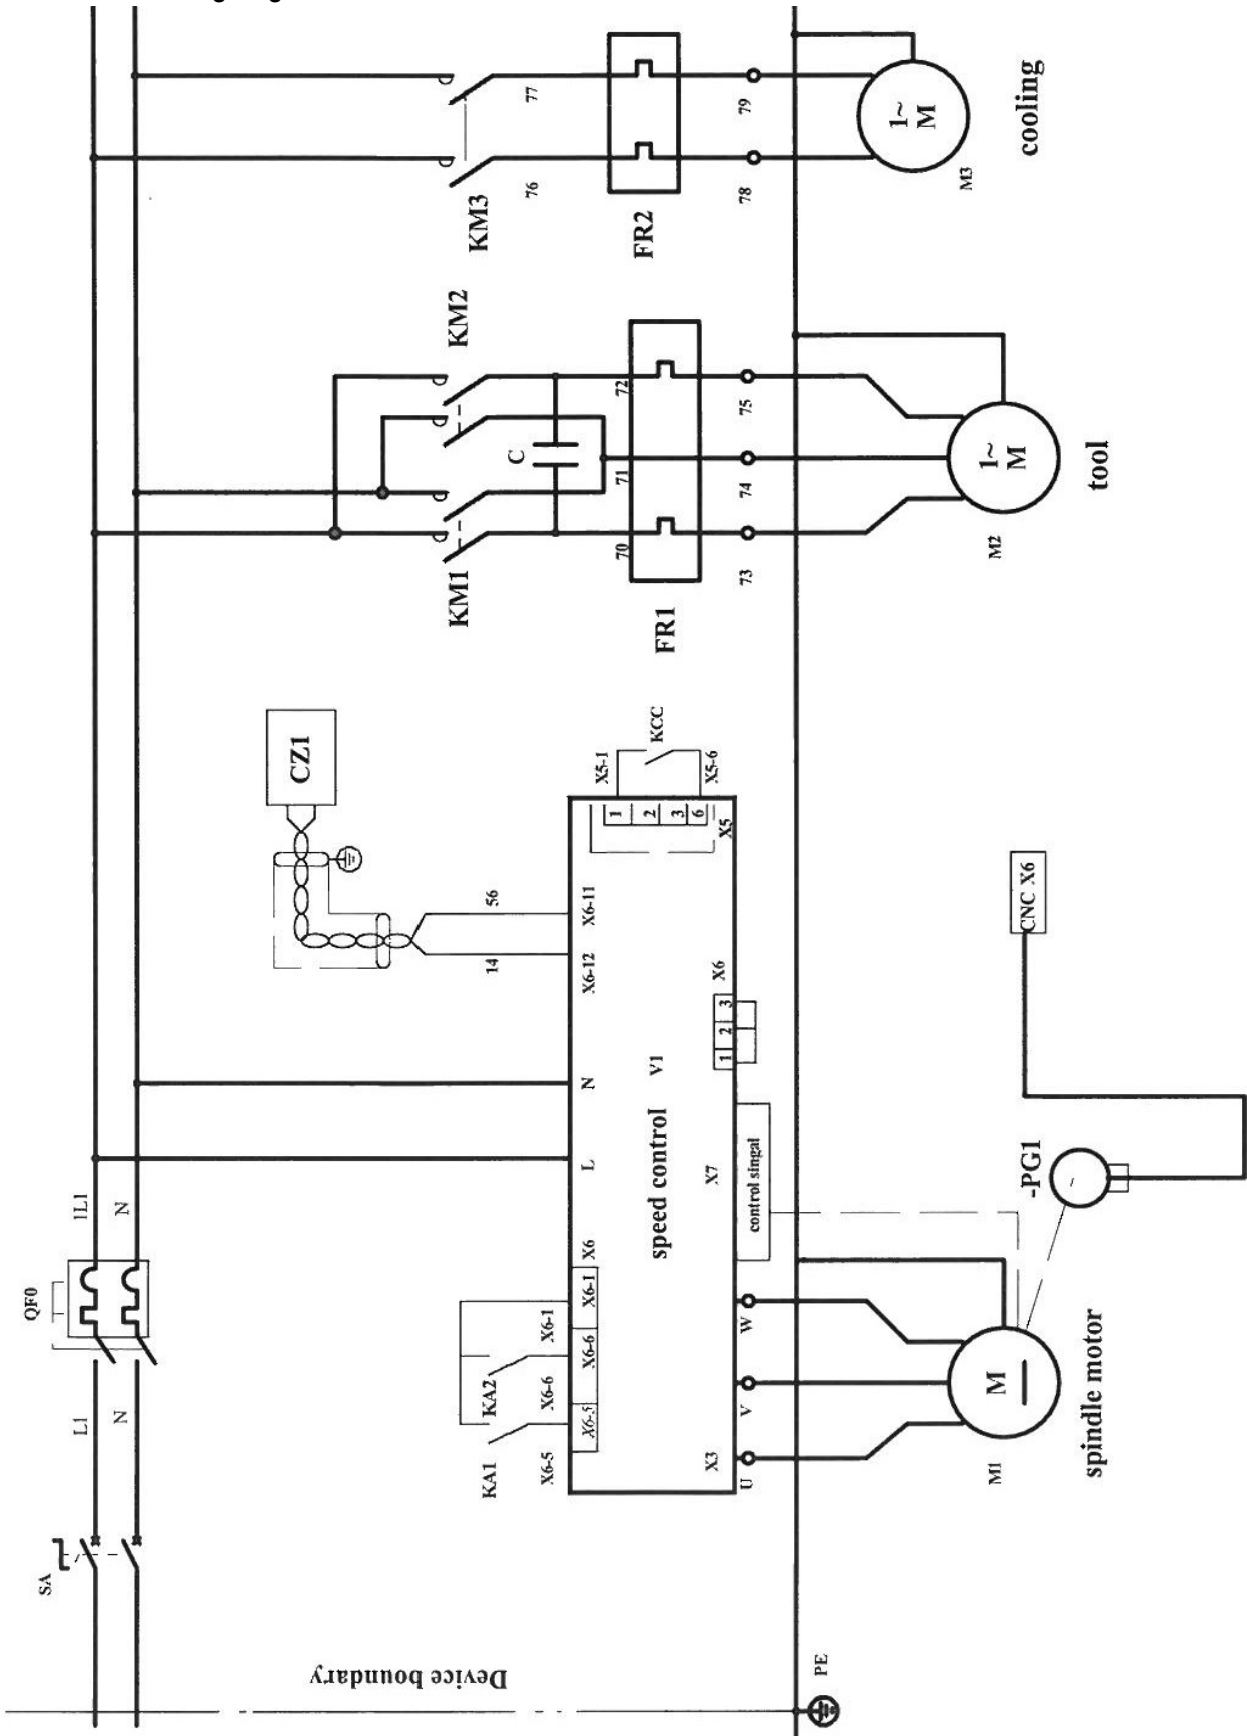 Device boundary
PE
SA
L1
N
QF0
1L1
N
KA1
KA2
X6-5
X6-6
X6-1
X6-5
X6-6
X6-1
X6
L
N
X6-12
X6-11
14
56
CZ1
X5-1
KCC
X5-6
1
2
3
6
X5
speed control
V1
X3
X7
X6
1
2
3
control singal
U
V
W
M
M1
spindle motor
-PG1
CNC X6
KM1
KM2
C
70
71
72
FR1
73
74
75
1~
M
M2
tool
KM3
76
77
FR2
78
79
1~
M
M3
cooling